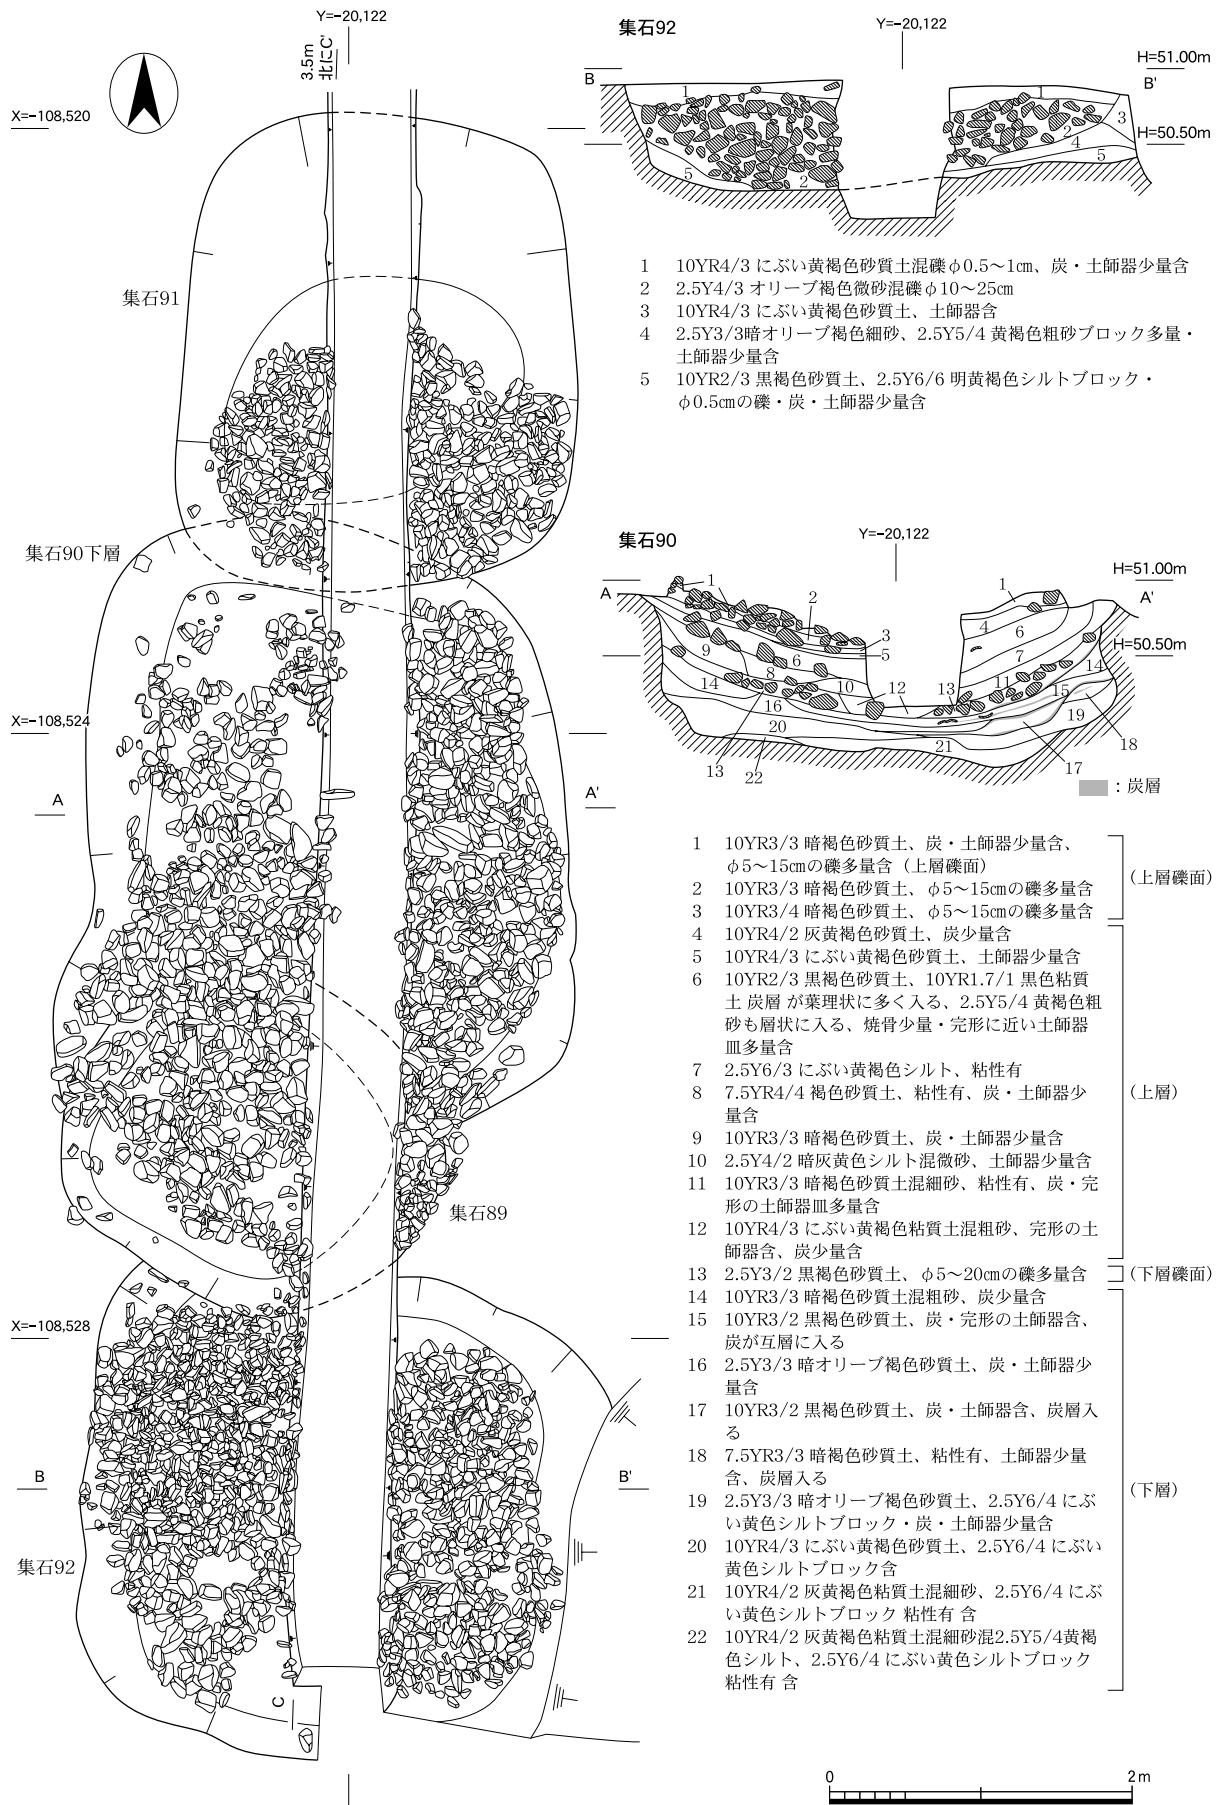 Y=-20,122
3.5m
北にC'
X=-108,520
集石91
集石90下層
X=-108,524
A
A'
集石89
X=-108,528
B
B'
集石92
C
集石92
Y=-20,122
H=51.00m
B
B'
H=50.50m
1
1
2
3
4
5
5
2
1 10YR4/3 にぶい黄褐色砂質土混礫φ0.5～1㎝、炭・土師器少量含
2 2.5Y4/3 オリーブ褐色微砂混礫φ10～25㎝
3 10YR4/3 にぶい黄褐色砂質土、土師器含
4 2.5Y3/3暗オリーブ褐色細砂、2.5Y5/4 黄褐色粗砂ブロック多量・
土師器少量含
5 10YR2/3 黒褐色砂質土、2.5Y6/6 明黄褐色シルトブロック・
φ0.5㎝の礫・炭・土師器少量含
集石90
Y=-20,122
H=51.00m
A
A'
H=50.50m
1
2
1
3
4
6
5
9
6
7
8
14
10
12
13
11
14
15
16
20
19
21
18
13
22
17
：炭層
1 10YR3/3 暗褐色砂質土、炭・土師器少量含、
φ5～15㎝の礫多量含（上層礫面）
2 10YR3/3 暗褐色砂質土、φ5～15㎝の礫多量含
3 10YR3/4 暗褐色砂質土、φ5～15㎝の礫多量含
(上層礫面)
4 10YR4/2 灰黄褐色砂質土、炭少量含
5 10YR4/3 にぶい黄褐色砂質土、土師器少量含
6 10YR2/3 黒褐色砂質土、10YR1.7/1 黒色粘質
土 炭層 が葉理状に多く入る、2.5Y5/4 黄褐色粗
砂も層状に入る、焼骨少量・完形に近い土師器
皿多量含
7 2.5Y6/3 にぶい黄褐色シルト、粘性有
8 7.5YR4/4 褐色砂質土、粘性有、炭・土師器少
量含
9 10YR3/3 暗褐色砂質土、炭・土師器少量含
10 2.5Y4/2 暗灰黄色シルト混微砂、土師器少量含
11 10YR3/3 暗褐色砂質土混細砂、粘性有、炭・完
形の土師器皿多量含
12 10YR4/3 にぶい黄褐色粘質土混粗砂、完形の土
師器含、炭少量含
(上層)
13 2.5Y3/2 黒褐色砂質土、φ5～20㎝の礫多量含
(下層礫面)
14 10YR3/3 暗褐色砂質土混粗砂、炭少量含
15 10YR3/2 黒褐色砂質土、炭・完形の土師器含、
炭が互層に入る
16 2.5Y3/3 暗オリーブ褐色砂質土、炭・土師器少
量含
17 10YR3/2 黒褐色砂質土、炭・土師器含、炭層入
る
18 7.5YR3/3 暗褐色砂質土、粘性有、土師器少量
含、炭層入る
19 2.5Y3/3 暗オリーブ褐色砂質土、2.5Y6/4 にぶ
い黄色シルトブロック・炭・土師器少量含
20 10YR4/3 にぶい黄褐色砂質土、2.5Y6/4 にぶい
黄色シルトブロック含
21 10YR4/2 灰黄褐色粘質土混細砂、2.5Y6/4 にぶ
い黄色シルトブロック 粘性有 含
22 10YR4/2 灰黄褐色粘質土混細砂混2.5Y5/4黄褐
色シルト、2.5Y6/4 にぶい黄色シルトブロック
粘性有 含
(下層)
0
2m